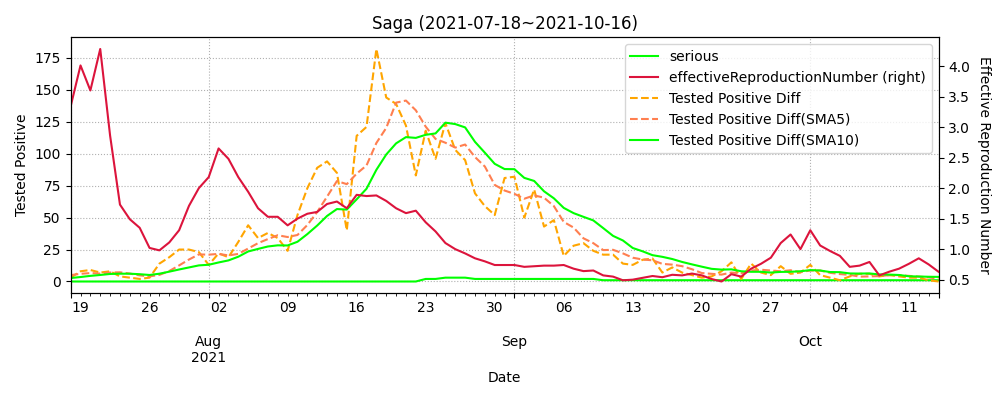 Saga (2021-07-18~2021-10-16)
serious
effectiveReproductionNumber (right)
Tested Positive Diff
Tested Positive Diff(SMA5)
Tested Positive Diff(SMA10)
Tested Positive
175
150
125
100
75
50
25
0
4.0
3.5
3.0
2.5
2.0
1.5
1.0
0.5
Effective Reproduction Number
19 26 02 09 16 23 30 06 13 20 27 04 11
Aug Sep Oct
2021
Date